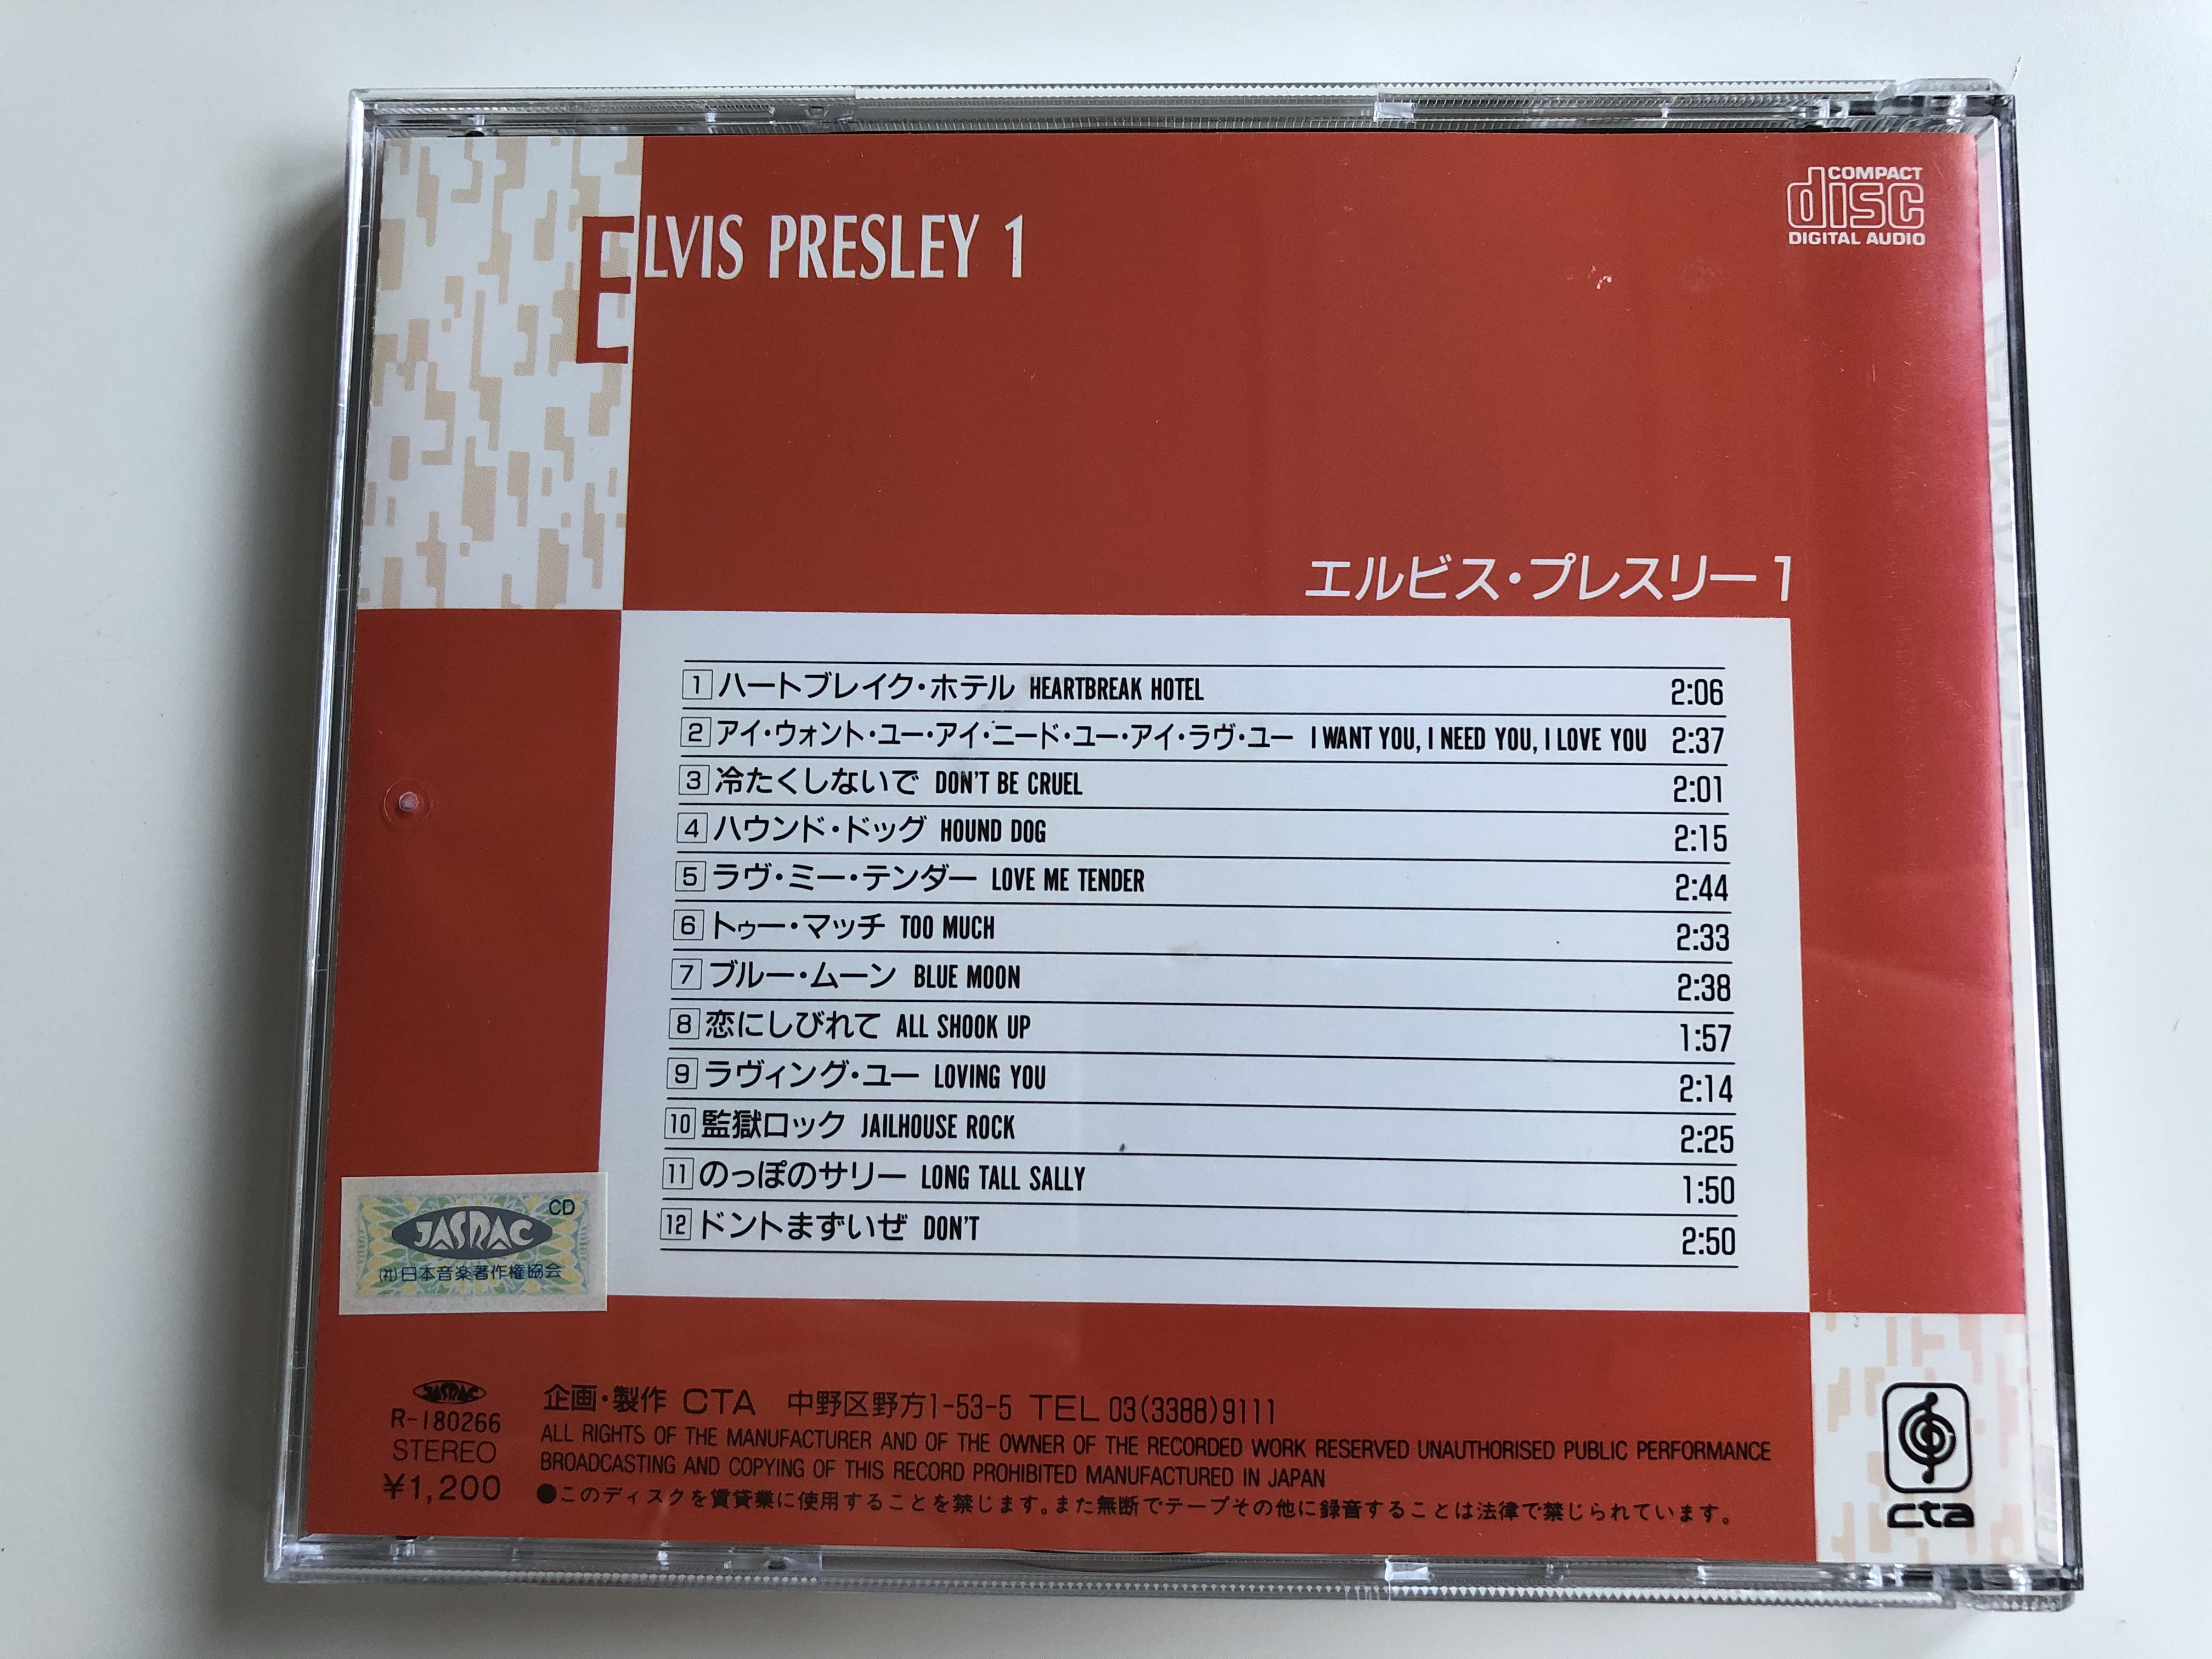 COMPACT
disc
DIGITAL AUDIO
ELVIS PRESLEY 1
エルビス・プレスリー 1
1 ハートブレイク・ホテル HEARTBREAK HOTEL 2:06
2 アイ・ウォント・ユー・アイ・ニード・ユー・アイ・ラヴ・ユー I WANT YOU, I NEED YOU, I LOVE YOU 2:37
3 冷たくしないで DON'T BE CRUEL 2:01
4 ハウンド・ドッグ HOUND DOG 2:15
5 ラヴ・ミー・テンダー LOVE ME TENDER 2:44
6 トゥー・マッチ TOO MUCH 2:33
7 ブルー・ムーン BLUE MOON 2:38
8 恋にしびれて ALL SHOOK UP 1:57
9 ラヴィング・ユー LOVING YOU 2:14
10 監獄ロック JAILHOUSE ROCK 2:25
11 のっぽのサリー LONG TALL SALLY 1:50
12 ドントまずいぜ DON'T 2:50
CD
JASRAC
(社)日本音楽著作権協会
JASRAC
R-180266
STEREO
¥1,200
企画・製作 CTA 中野区野方1-53-5 TEL 03(3388)9111
ALL RIGHTS OF THE MANUFACTURER AND OF THE OWNER OF THE RECORDED WORK RESERVED UNAUTHORISED PUBLIC PERFORMANCE
BROADCASTING AND COPYING OF THIS RECORD PROHIBITED MANUFACTURED IN JAPAN
●このディスクを賃貸業に使用することを禁じます。また無断でテープその他に録音することは法律で禁じられています。
cta